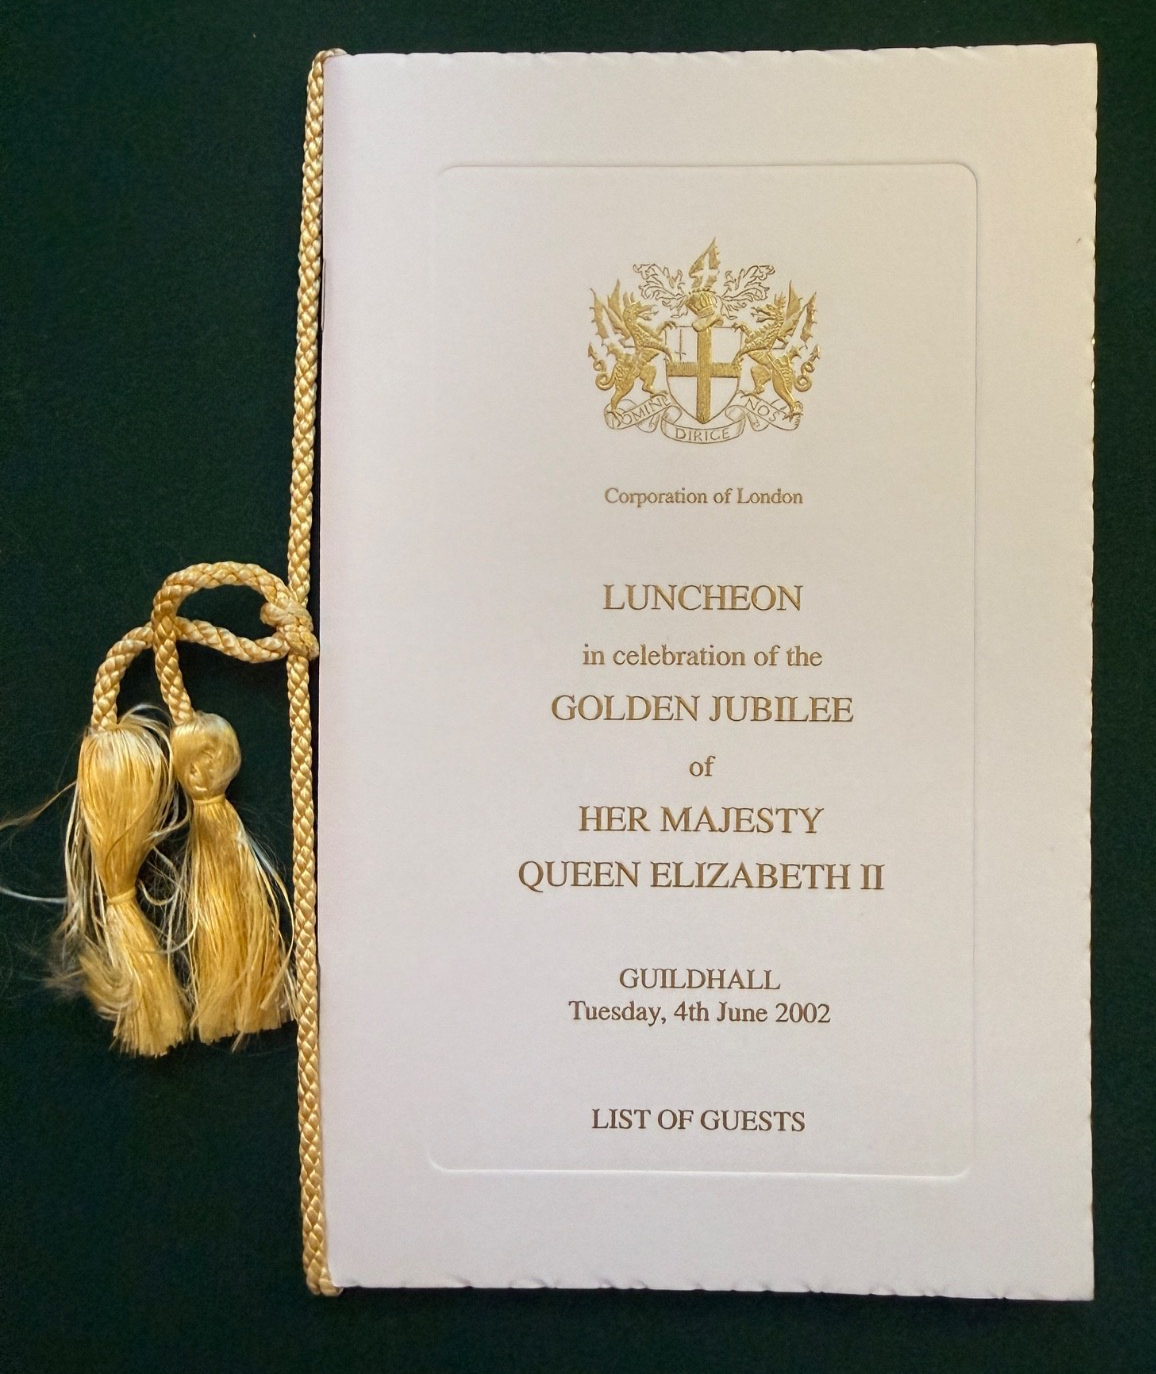 DOMINE DIRIGE NOS
Corporation of London
LUNCHEON
in celebration of the
GOLDEN JUBILEE
of
HER MAJESTY
QUEEN ELIZABETH II
GUILDHALL
Tuesday, 4th June 2002
LIST OF GUESTS